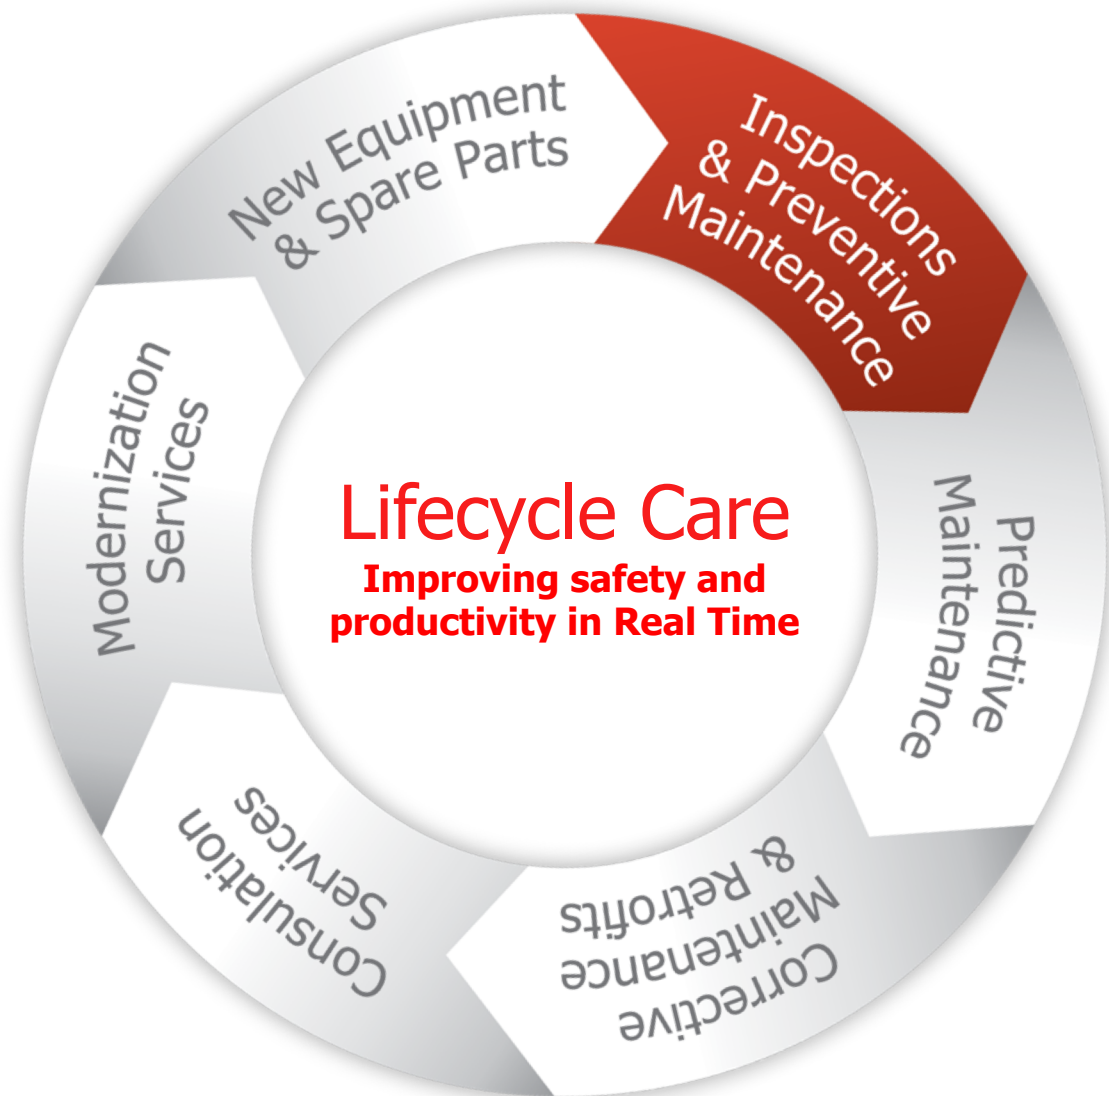 New Equipment
& Spare Parts
Inspections
& Preventive
Maintenance
Predictive
Maintenance
Corrective
Maintenance
& Retrofits
Consulation
Services
Modernization
Services
Lifecycle Care
Improving safety and
productivity in Real Time